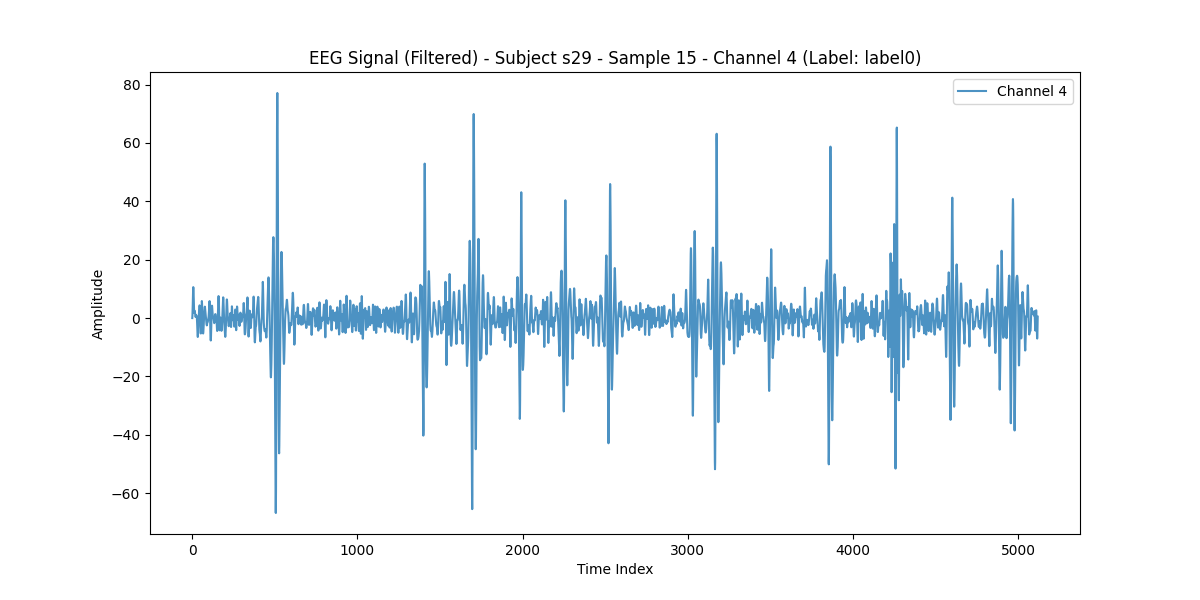 EEG Signal (Filtered) - Subject s29 - Sample 15 - Channel 4 (Label: label0)
Channel 4
80
60
40
20
0
−20
−40
−60
Amplitude
0 1000 2000 3000 4000 5000
Time Index